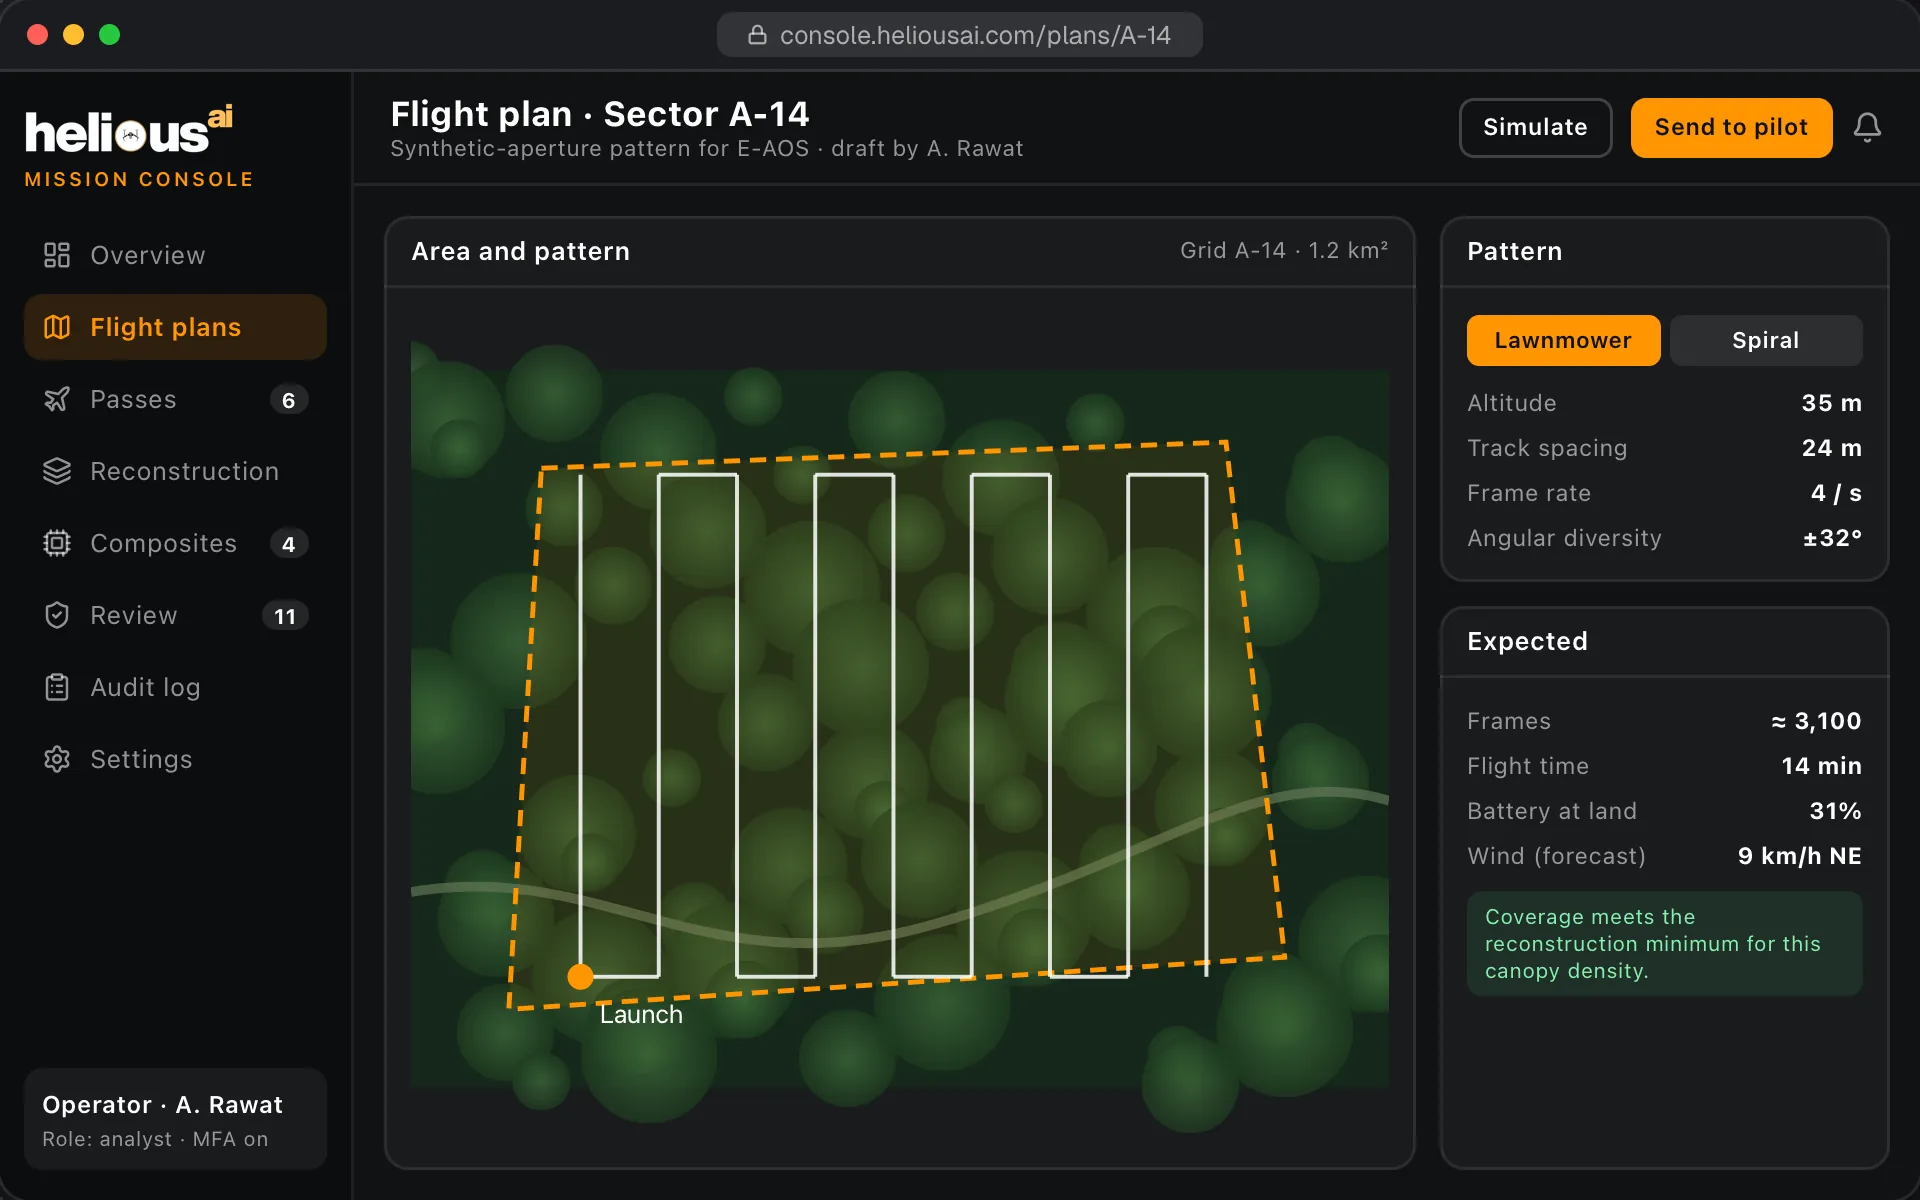 console.heliousai.com/plans/A-14
heliousai
MISSION CONSOLE
Overview
Flight plans
Passes 6
Reconstruction
Composites 4
Review 11
Audit log
Settings
Operator · A. Rawat
Role: analyst · MFA on
Flight plan · Sector A-14
Synthetic-aperture pattern for E-AOS · draft by A. Rawat
Simulate
Send to pilot
Area and pattern
Grid A-14 · 1.2 km²
Launch
Pattern
Lawnmower
Spiral
Altitude 35 m
Track spacing 24 m
Frame rate 4 / s
Angular diversity ±32°
Expected
Frames ≈ 3,100
Flight time 14 min
Battery at land 31%
Wind (forecast) 9 km/h NE
Coverage meets the
reconstruction minimum for this
canopy density.